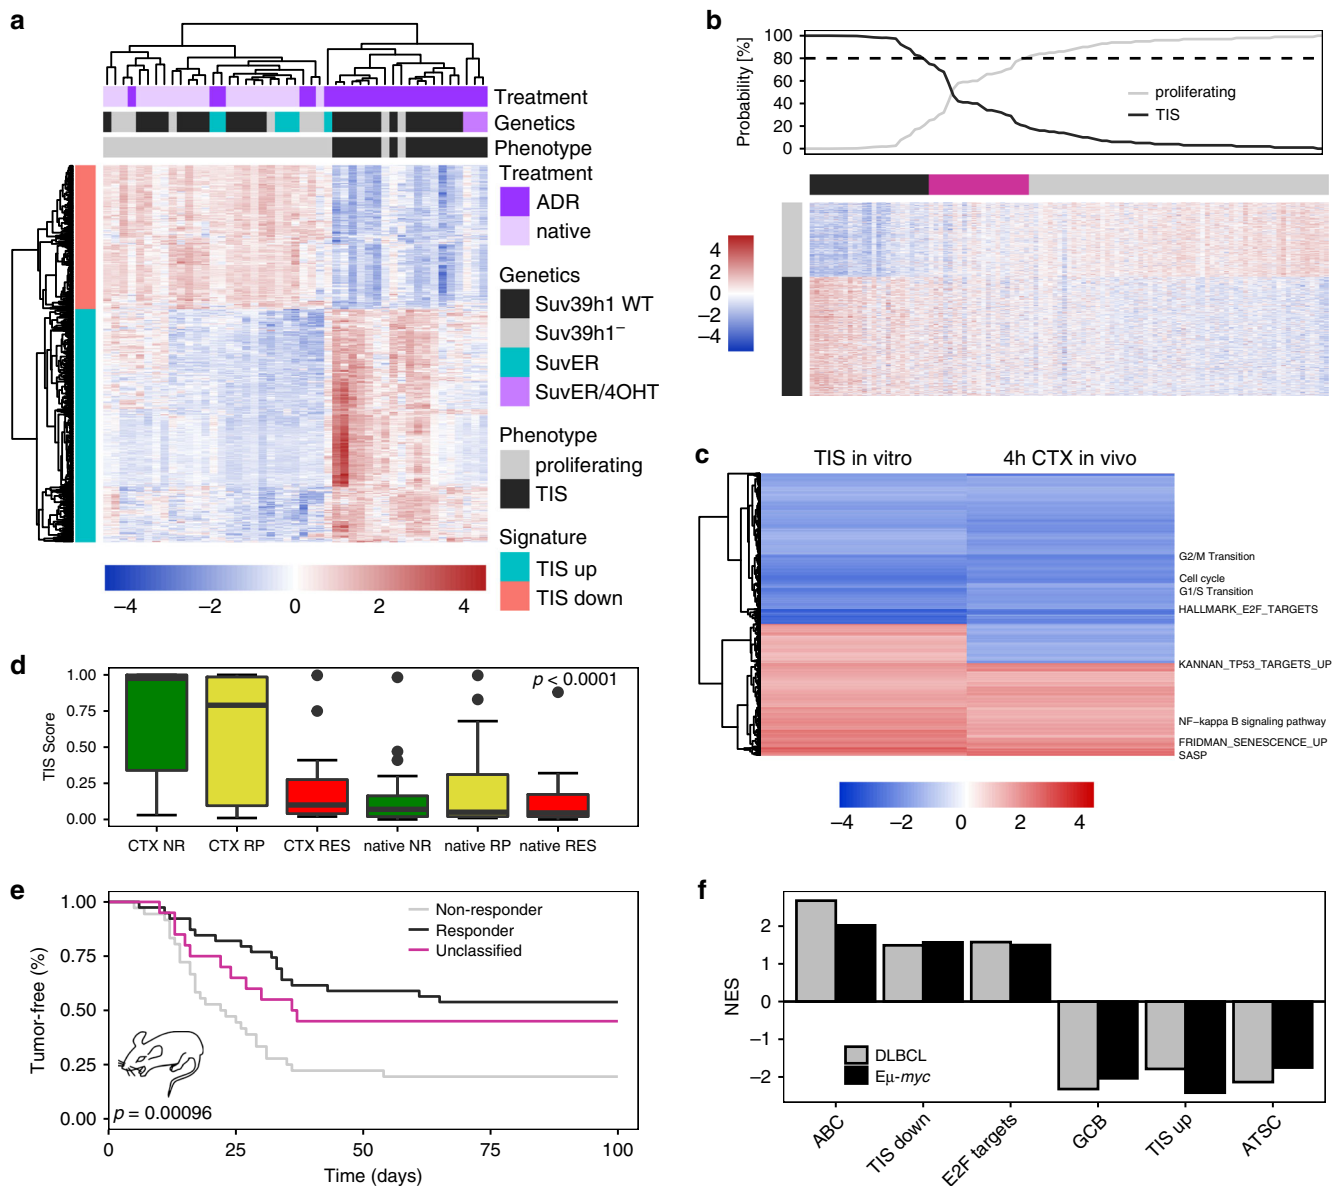 a
Treatment
Genetics
Phenotype
Treatment
ADR
native
Genetics
Suv39h1 WT
Suv39h1⁻
SuvER
SuvER/4OHT
Phenotype
proliferating
TIS
Signature
TIS up
TIS down
−4 −2 0 2 4
b
Probability [%]
100
80
60
40
20
0
proliferating
TIS
4
2
0
−2
−4
c
TIS in vitro 4h CTX in vivo
G2/M Transition
Cell cycle
G1/S Transition
HALLMARK_E2F_TARGETS
KANNAN_TP53_TARGETS_UP
NF−kappa B signaling pathway
FRIDMAN_SENESCENCE_UP
SASP
−4 −2 0 2 4
d
TIS Score
1.00
0.75
0.50
0.25
0.00
p < 0.0001
CTX NR CTX RP CTX RES native NR native RP native RES
e
Tumor-free (%)
1.00
0.75
0.50
0.25
0.00
Non-responder
Responder
Unclassified
p = 0.00096
0 25 50 75 100
Time (days)
f
NES
2
1
0
−1
−2
DLBCL
Eμ-myc
ABC TIS down E2F targets GCB TIS up ATSC